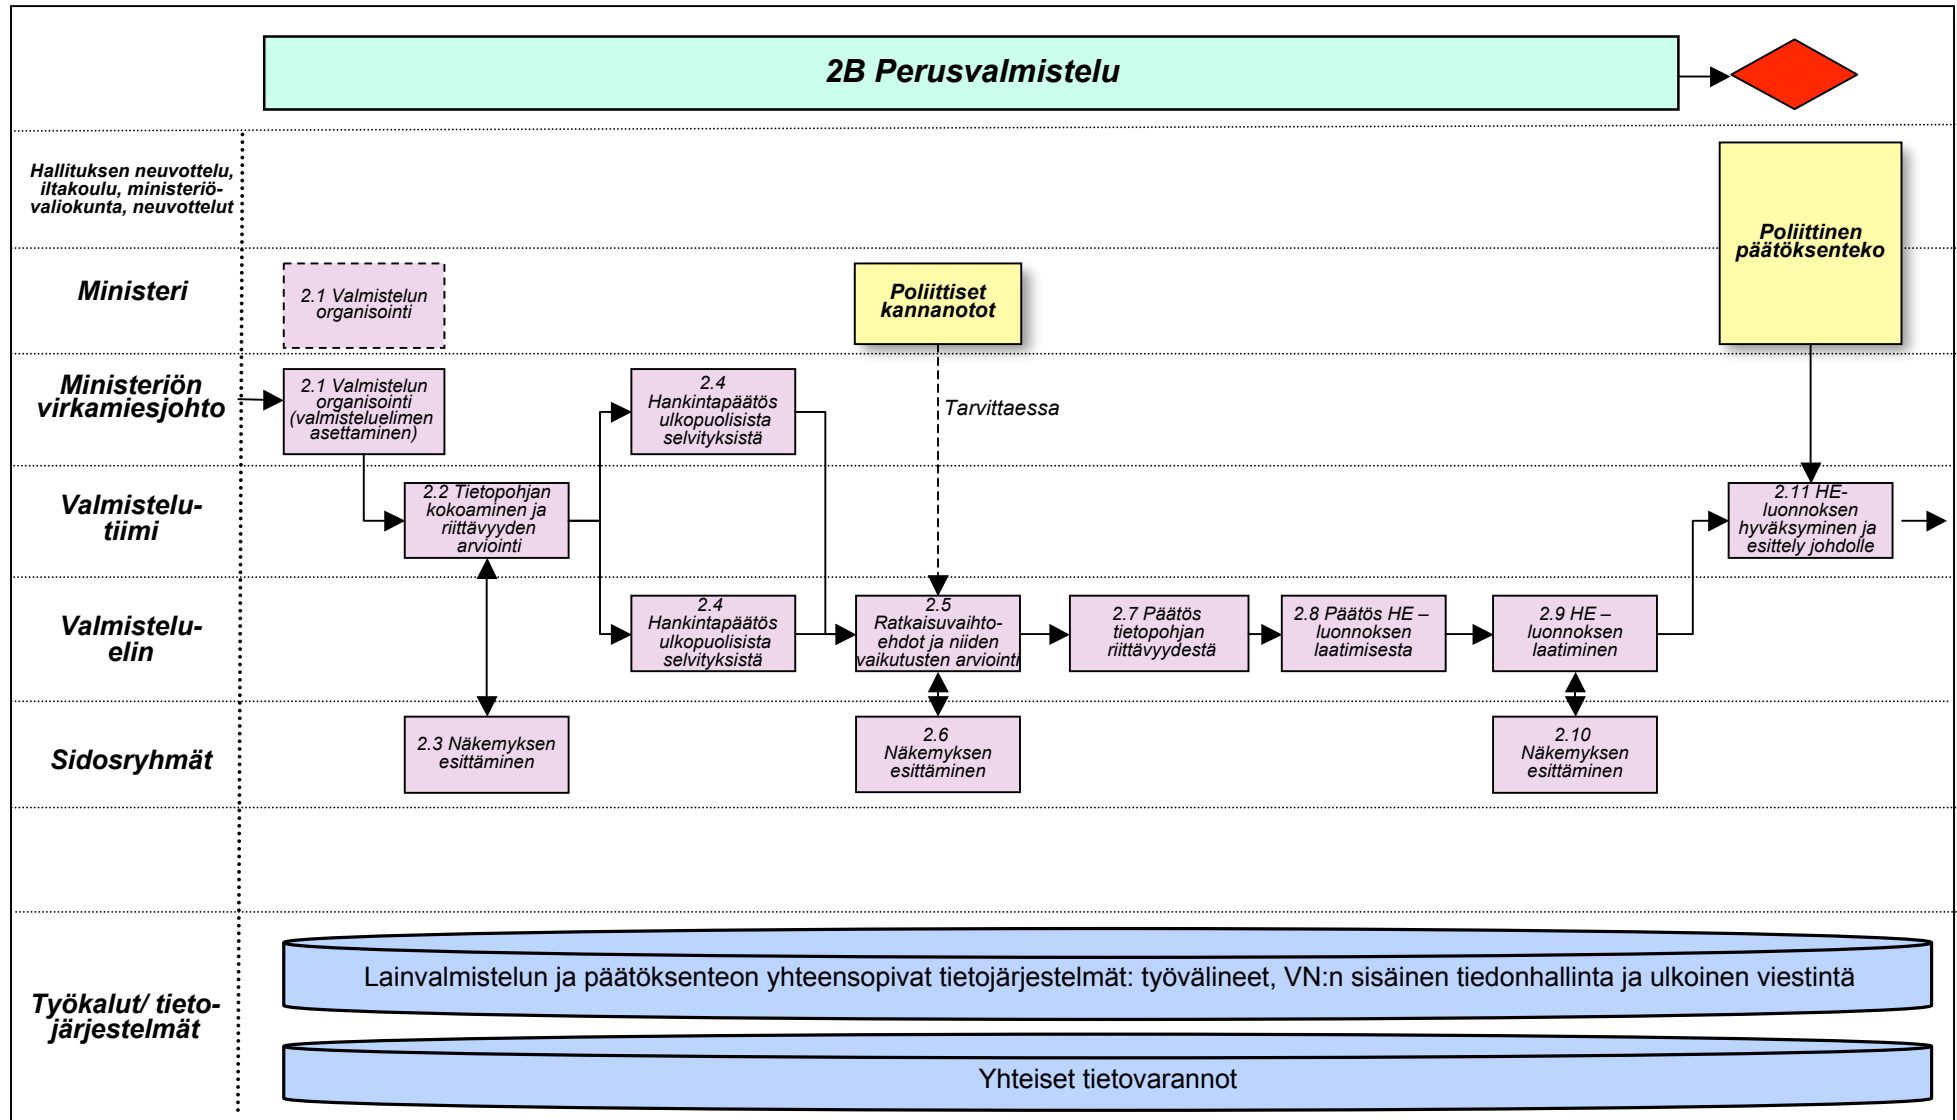 2B Perusvalmistelu
Hallituksen neuvottelu,
iltakoulu, ministeriö-
valiokunta, neuvottelut
Poliittinen
päätöksenteko
Ministeri
2.1 Valmistelun
organisointi
Poliittiset
kannanotot
Ministeriön
virkamiesjohto
2.1 Valmistelun
organisointi
(valmisteluelimen
asettaminen)
2.4
Hankintapäätös
ulkopuolisista
selvityksistä
Tarvittaessa
Valmistelu-
tiimi
2.2 Tietopohjan
kokoaminen ja
riittävyyden
arviointi
2.11 HE-
luonnoksen
hyväksyminen ja
esittely johdolle
Valmistelu-
elin
2.4
Hankintapäätös
ulkopuolisista
selvityksistä
2.5
Ratkaisuvaihto-
ehdot ja niiden
vaikutusten arviointi
2.7 Päätös
tietopohjan
riittävyydestä
2.8 Päätös HE –
luonnoksen
laatimisesta
2.9 HE –
luonnoksen
laatiminen
Sidosryhmät
2.3 Näkemyksen
esittäminen
2.6
Näkemyksen
esittäminen
2.10
Näkemyksen
esittäminen
Työkalut/ tieto-
järjestelmät
Lainvalmistelun ja päätöksenteon yhteensopivat tietojärjestelmät: työvälineet, VN:n sisäinen tiedonhallinta ja ulkoinen viestintä
Yhteiset tietovarannot